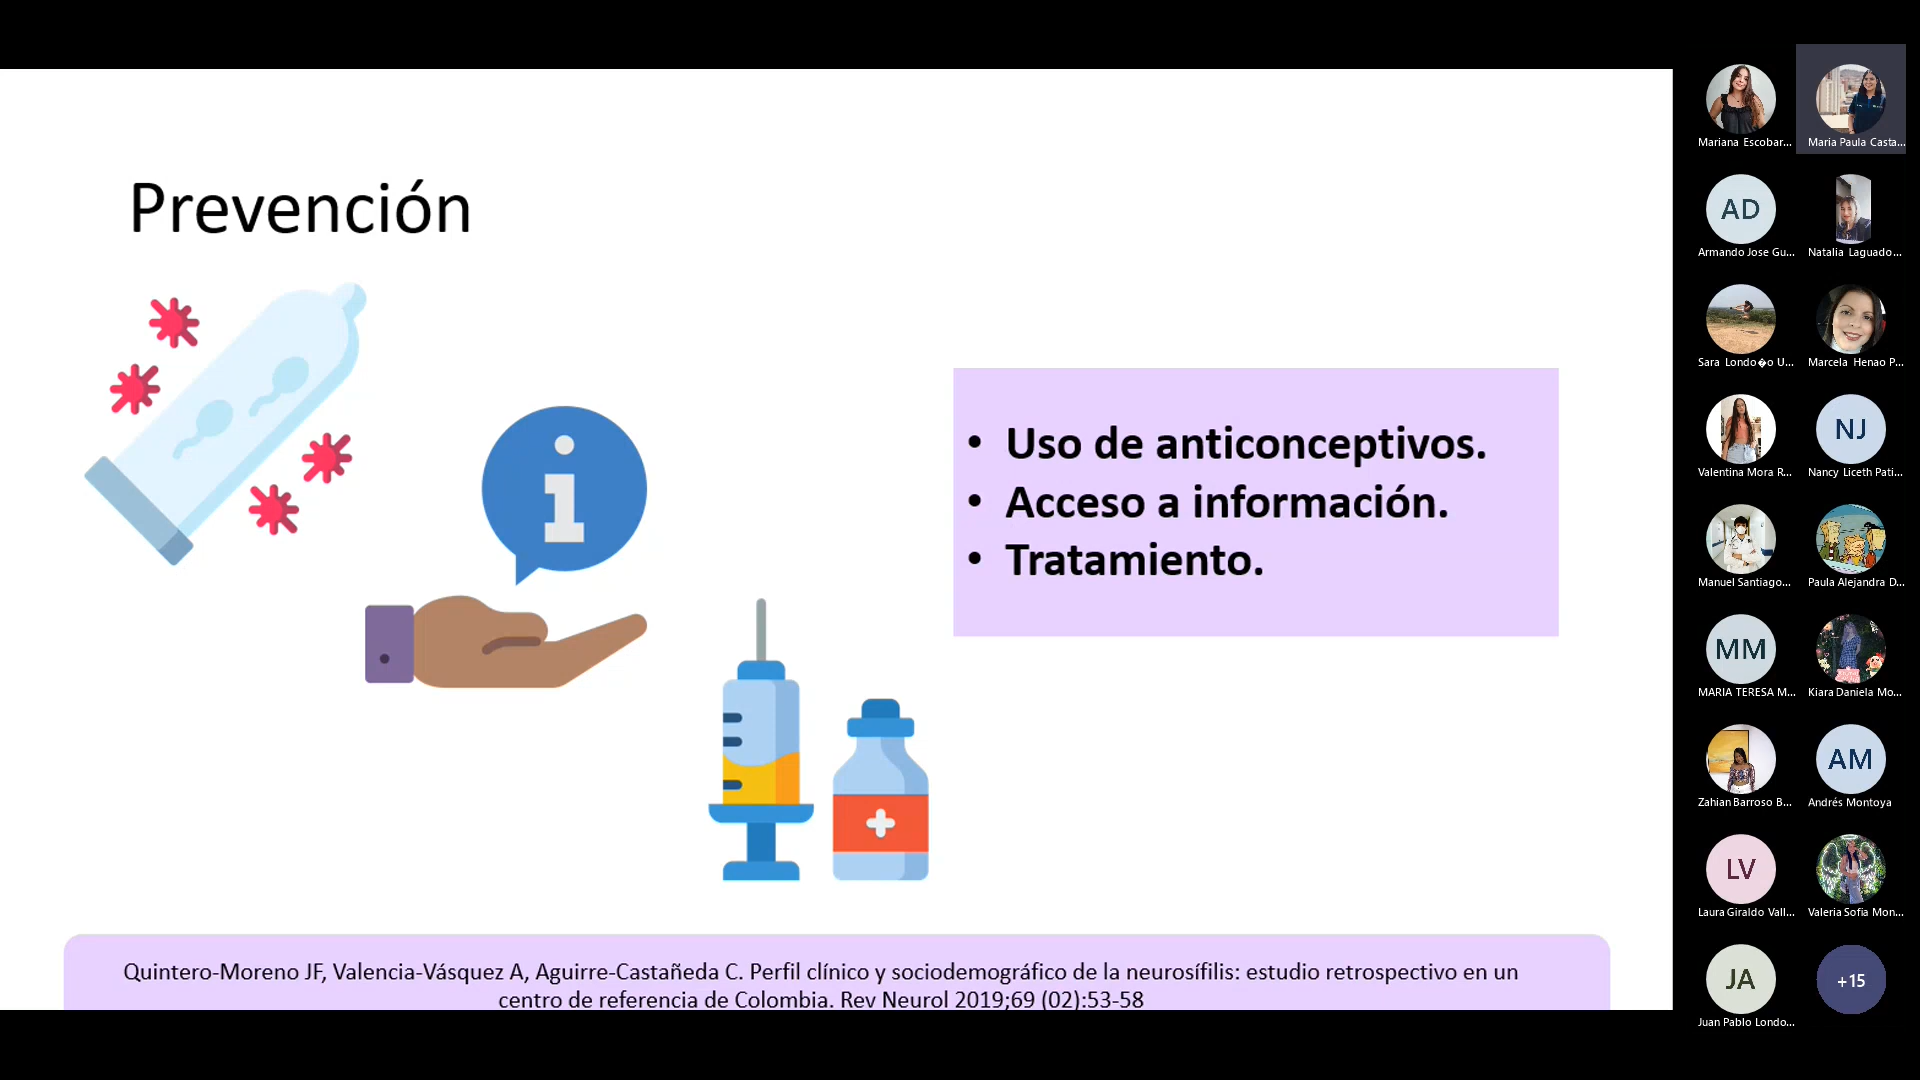 Prevención
• Uso de anticonceptivos.
• Acceso a información.
• Tratamiento.
Quintero-Moreno JF, Valencia-Vásquez A, Aguirre-Castañeda C. Perfil clínico y sociodemográfico de la neurosífilis: estudio retrospectivo en un
centro de referencia de Colombia. Rev Neurol 2019;69 (02):53-58
Mariana Escobar...
Maria Paula Casta...
AD
Armando Jose Gu...
Natalia Laguado...
Sara Londo�o U...
Marcela Henao P...
Valentina Mora R...
NJ
Nancy Liceth Pati...
Manuel Santiago...
Paula Alejandra D...
MM
MARIA TERESA M...
Kiara Daniela Mo...
Zahian Barroso B...
AM
Andrés Montoya
LV
Laura Giraldo Vall...
Valeria Sofia Mon...
JA
Juan Pablo Londo...
+15